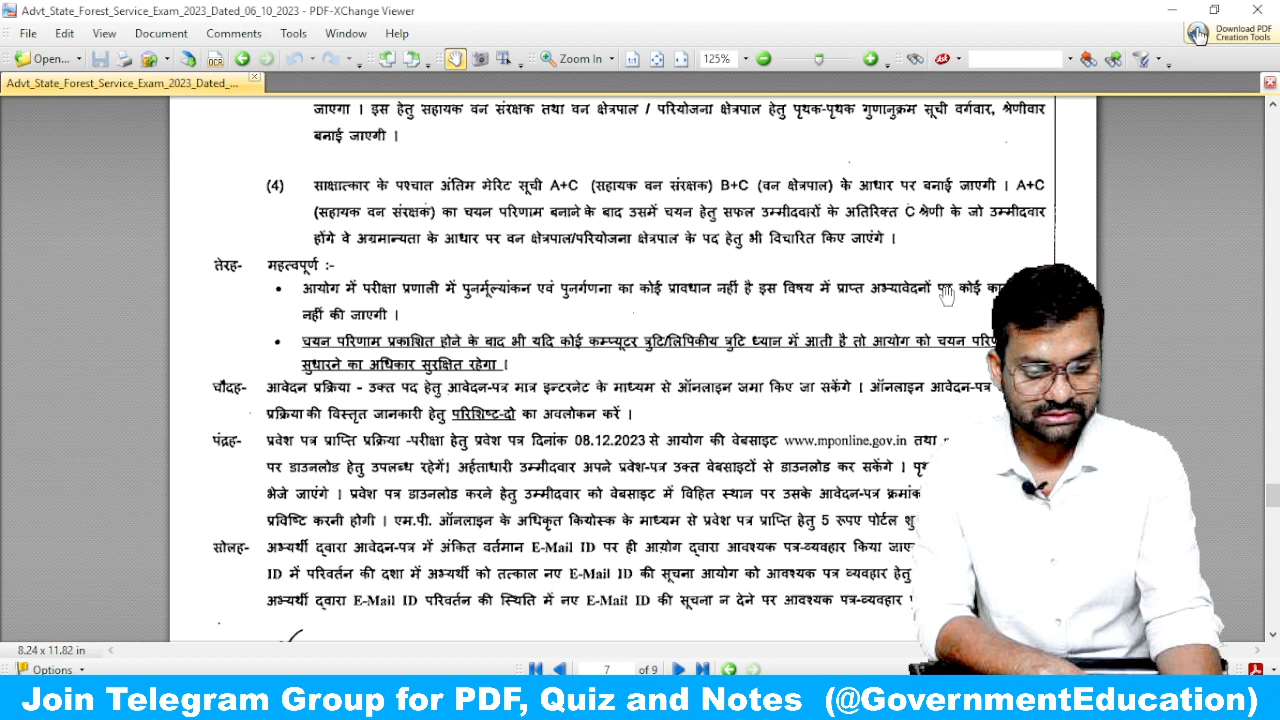 Advt_State_Forest_Service_Exam_2023_Dated_06_10_2023 - PDF-XChange Viewer
File Edit View Document Comments Tools Window Help
Download PDF Creation Tools
Open... OCR Zoom In 125%
Advt_State_Forest_Service_Exam_2023_Dated_...
जाएगा । इस हेतु सहायक वन संरक्षक तथा वन क्षेत्रपाल / परियोजना क्षेत्रपाल हेतु पृथक-पृथक गुणानुक्रम सूची वर्गवार, श्रेणीवार
बनाई जाएगी ।
(4) साक्षात्कार के पश्चात अंतिम मेरिट सूची A+C (सहायक वन संरक्षक) B+C (वन क्षेत्रपाल) के आधार पर बनाई जाएगी । A+C
(सहायक वन संरक्षक) का चयन परिणाम बनाने के बाद उसमें चयन हेतु सफल उम्मीदवारों के अतिरिक्त C श्रेणी के जो उम्मीदवार
होंगे वे अग्रमान्यता के आधार पर वन क्षेत्रपाल/परियोजना क्षेत्रपाल के पद हेतु भी विचारित किए जाएंगे ।
तेरह- महत्वपूर्ण :-
• आयोग में परीक्षा प्रणाली में पुनर्मूल्यांकन एवं पुनर्गणना का कोई प्रावधान नहीं है इस विषय में प्राप्त अभ्यावेदनों पर कोई
नहीं की जाएगी ।
• चयन परिणाम प्रकाशित होने के बाद भी यदि कोई कम्प्यूटर त्रुटि/लिपिकीय त्रुटि ध्यान में आती है तो आयोग को चयन
सुधारने का अधिकार सुरक्षित रहेगा ।
चौदह- आवेदन प्रक्रिया - उक्त पद हेतु आवेदन-पत्र मात्र इन्टरनेट के माध्यम से ऑनलाइन जमा किए जा सकेंगे । ऑनलाइन आवेदन-पत्र
प्रक्रिया की विस्तृत जानकारी हेतु परिशिष्ट-दो का अवलोकन करें ।
पंद्रह- प्रवेश पत्र प्राप्ति प्रक्रिया -परीक्षा हेतु प्रवेश पत्र दिनांक 08.12.2023 से आयोग की वेबसाइट www.mponline.gov.in तथा
पर डाउनलोड हेतु उपलब्ध रहेगें। अर्हताधारी उम्मीदवार अपने प्रवेश-पत्र उक्त वेबसाइटों से डाउनलोड कर सकेंगे ।
भेजे जाएंगे । प्रवेश पत्र डाउनलोड करने हेतु उम्मीदवार को वेबसाइट में विहित स्थान पर उसके आवेदन-पत्र क्रमांक
प्रविष्टि करनी होगी । एम.पी. ऑनलाइन के अधिकृत कियोस्क के माध्यम से प्रवेश पत्र प्राप्ति हेतु 5 रूपए पोर्टल
सोलह- अभ्यर्थी द्वारा आवेदन-पत्र में अंकित वर्तमान E-Mail ID पर ही आयोग द्वारा आवश्यक पत्र-व्यवहार किया
ID में परिवर्तन की दशा में अभ्यर्थी को तत्काल नए E-Mail ID की सूचना आयोग को आवश्यक पत्र व्यवहार हेतु
अभ्यर्थी द्वारा E-Mail ID परिवर्तन की स्थिति में नए E-Mail ID की सूचना न देने पर आवश्यक पत्र-व्यवहार
8.24 x 11.82 in
Options 7 of 9
Join Telegram Group for PDF, Quiz and Notes (@GovernmentEducation)